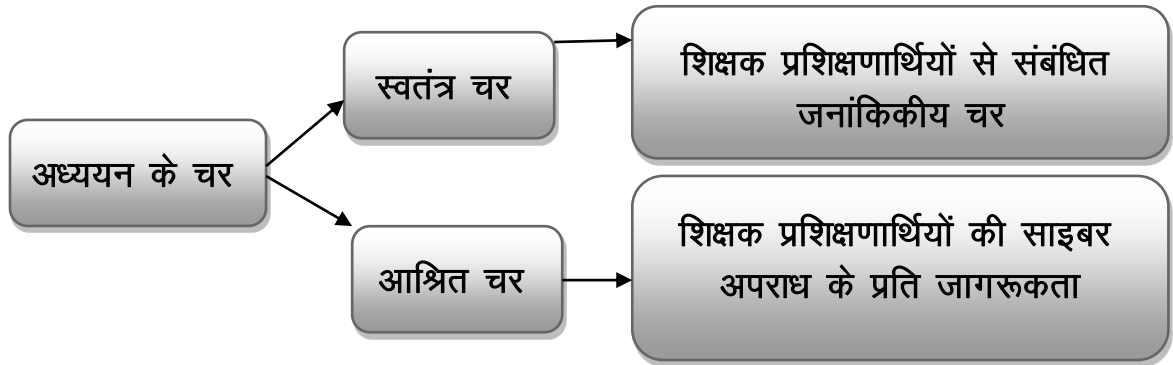 अध्ययन के चर
स्वतंत्र चर
शिक्षक प्रशिक्षणार्थियों से संबंधित
जनांकिकीय चर
आश्रित चर
शिक्षक प्रशिक्षणार्थियों की साइबर
अपराध के प्रति जागरूकता